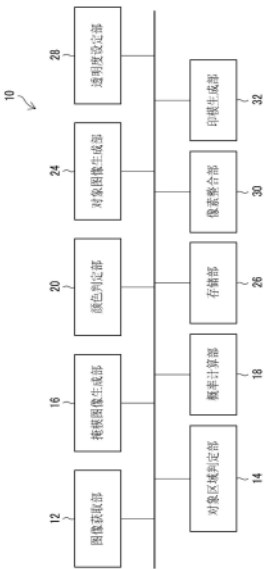 10
12
16
20
24
28
图像获取部
掩模图像生成部
颜色判定部
对象图像生成部
透明度设定部
对象区域判定部
概率计算部
存储部
像素整合部
印模生成部
14
18
26
30
32